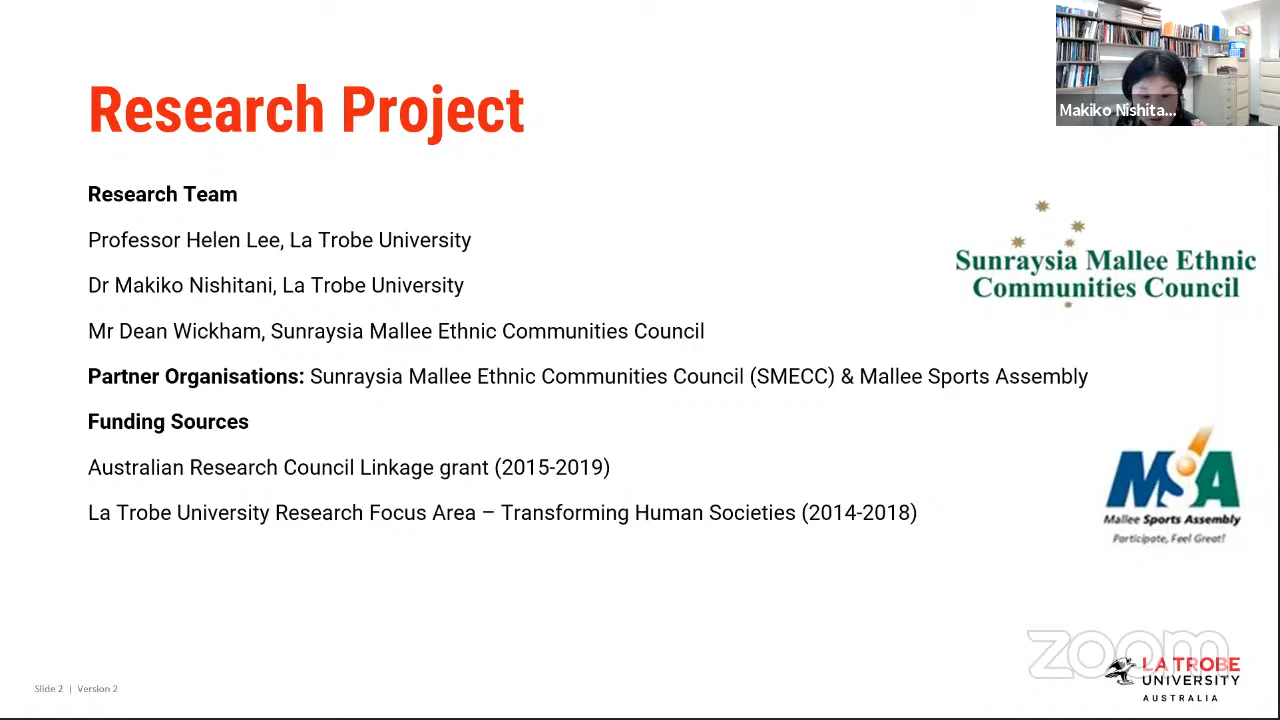 Research Project
Makiko Nishita...
Research Team
Professor Helen Lee, La Trobe University
Dr Makiko Nishitani, La Trobe University
Mr Dean Wickham, Sunraysia Mallee Ethnic Communities Council
Partner Organisations: Sunraysia Mallee Ethnic Communities Council (SMECC) & Mallee Sports Assembly
Funding Sources
Australian Research Council Linkage grant (2015-2019)
La Trobe University Research Focus Area – Transforming Human Societies (2014-2018)
Sunraysia Mallee Ethnic
Communities Council
MSA
Mallee Sports Assembly
Participate, Feel Great!
zoom
LA TROBE
UNIVERSITY
AUSTRALIA
Slide 2 | Version 2